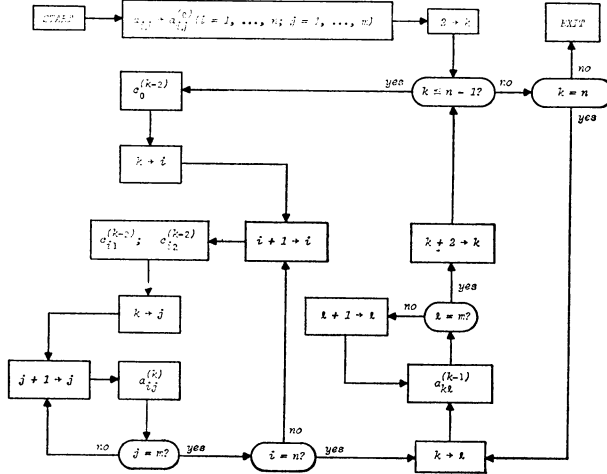 START
a_{ij} → a_{ij}^{(0)} (i = 1, ..., n; j = 1, ..., m)
2 → k
EXIT
no
c_0^{(k-2)}
yes
k ≤ n - 1?
no
k = n
yes
k → i
c_{i1}^{(k-2)}; c_{i2}^{(k-2)}
i + 1 → i
k + 2 → k
yes
k → j
ℓ + 1 → ℓ
no
ℓ = m?
j + 1 → j
a_{ij}^{(k)}
a_{kℓ}^{(k-1)}
no
no
j = m?
yes
i = n?
yes
k → ℓ